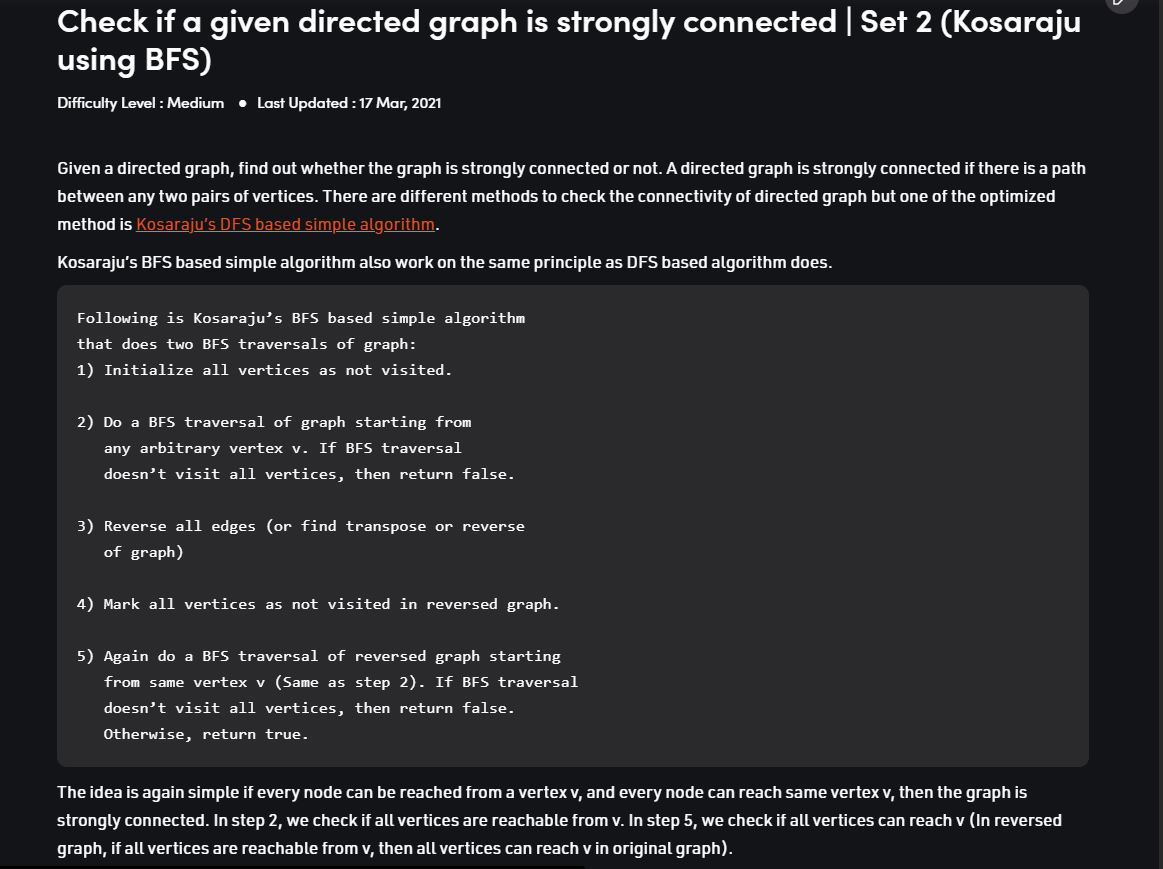 Check if a given directed graph is strongly connected | Set 2 (Kosaraju
using BFS)
Difficulty Level : Medium ● Last Updated : 17 Mar, 2021
Given a directed graph, find out whether the graph is strongly connected or not. A directed graph is strongly connected if there is a path
between any two pairs of vertices. There are different methods to check the connectivity of directed graph but one of the optimized
method is Kosaraju's DFS based simple algorithm.
Kosaraju's BFS based simple algorithm also work on the same principle as DFS based algorithm does.
Following is Kosaraju’s BFS based simple algorithm
that does two BFS traversals of graph:
1) Initialize all vertices as not visited.
2) Do a BFS traversal of graph starting from
any arbitrary vertex v. If BFS traversal
doesn’t visit all vertices, then return false.
3) Reverse all edges (or find transpose or reverse
of graph)
4) Mark all vertices as not visited in reversed graph.
5) Again do a BFS traversal of reversed graph starting
from same vertex v (Same as step 2). If BFS traversal
doesn’t visit all vertices, then return false.
Otherwise, return true.
The idea is again simple if every node can be reached from a vertex v, and every node can reach same vertex v, then the graph is
strongly connected. In step 2, we check if all vertices are reachable from v. In step 5, we check if all vertices can reach v (In reversed
graph, if all vertices are reachable from v, then all vertices can reach v in original graph).